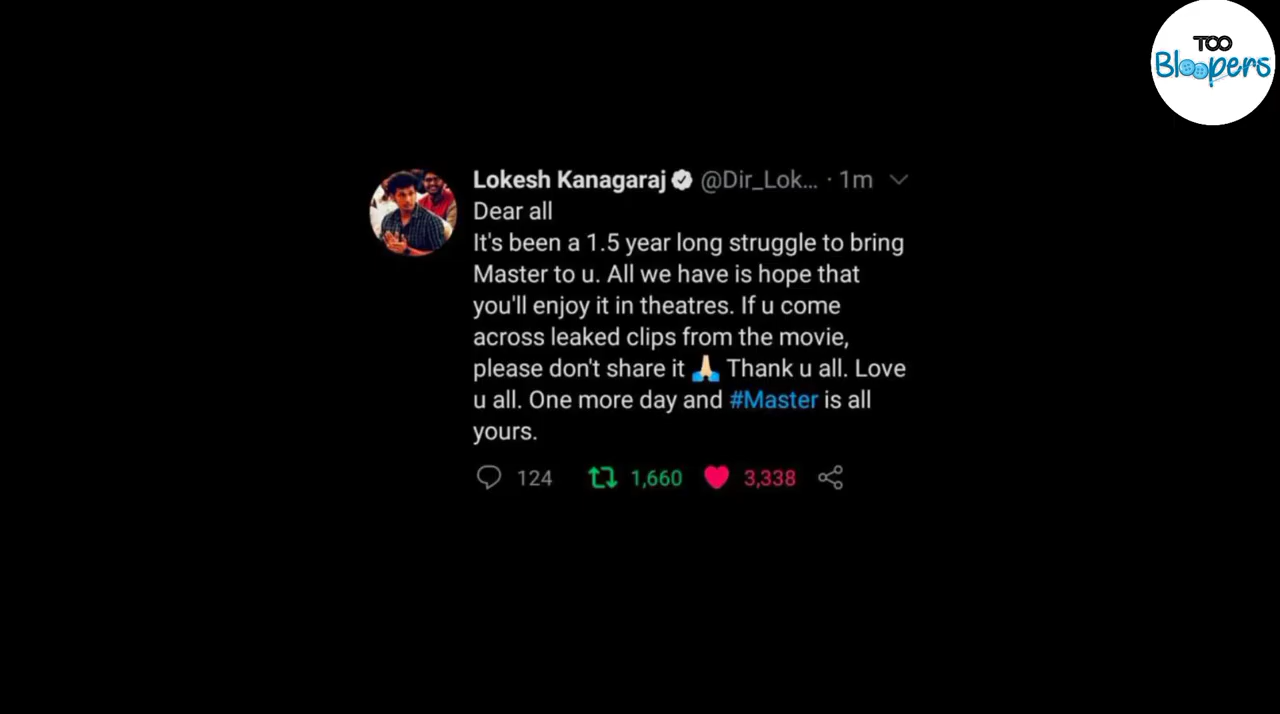 TOO
Bloopers
Lokesh Kanagaraj @Dir_Lok... · 1m
Dear all
It's been a 1.5 year long struggle to bring
Master to u. All we have is hope that
you'll enjoy it in theatres. If u come
across leaked clips from the movie,
please don't share it 🙏🏻 Thank u all. Love
u all. One more day and #Master is all
yours.
124 1,660 3,338